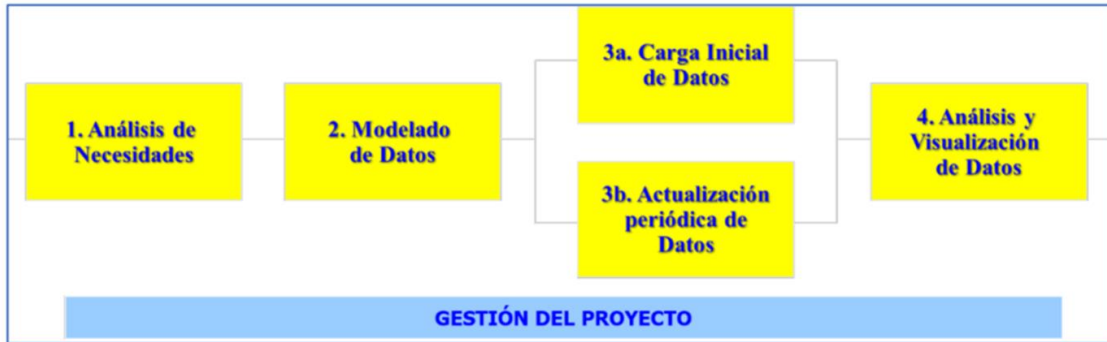 1. Análisis de
Necesidades
2. Modelado
de Datos
3a. Carga Inicial
de Datos
3b. Actualización
periódica de
Datos
4. Análisis y
Visualización
de Datos
GESTIÓN DEL PROYECTO